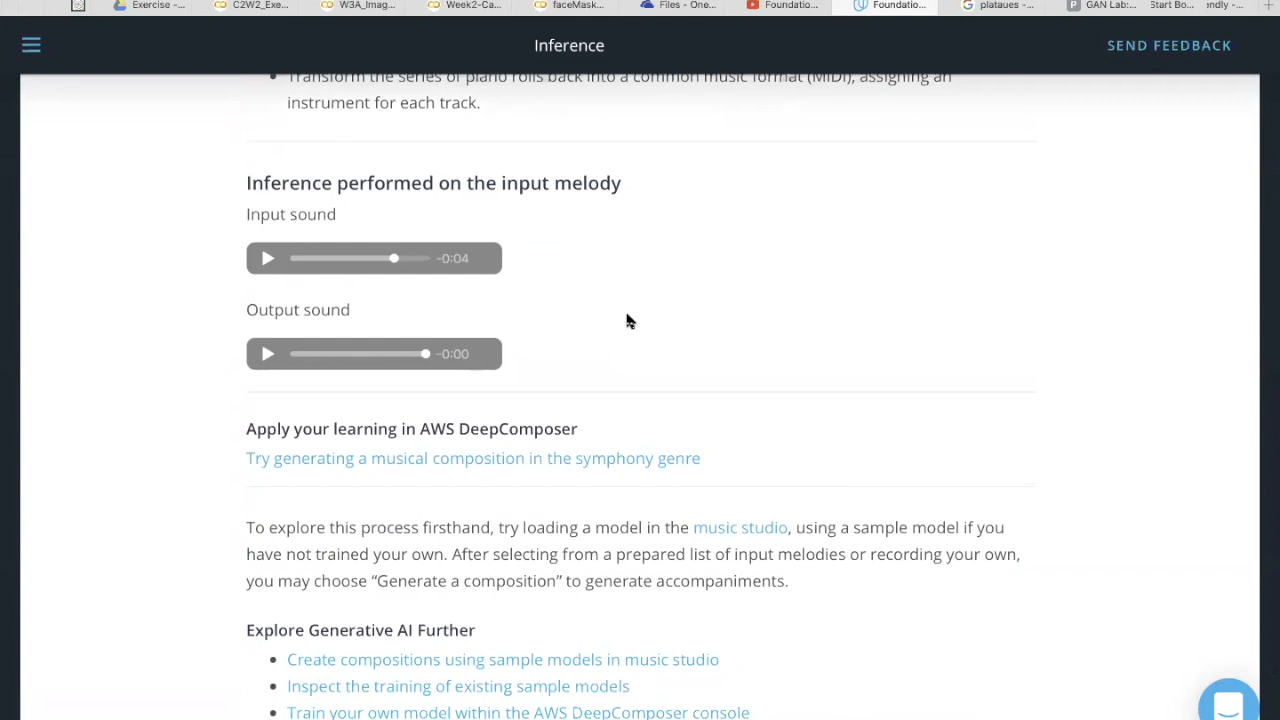 Exercise -...
C2W2_Exe...
W3A_Imag...
Week2-Ca...
faceMask...
Files - One...
Foundatio...
Foundatio...
plataues -...
GAN Lab:...
Start Bo...
Inference
SEND FEEDBACK
Transform the series of piano rolls back into a common music format (MIDI), assigning an
instrument for each track.
Inference performed on the input melody
Input sound
-0:04
Output sound
-0:00
Apply your learning in AWS DeepComposer
Try generating a musical composition in the symphony genre
To explore this process firsthand, try loading a model in the music studio, using a sample model if you
have not trained your own. After selecting from a prepared list of input melodies or recording your own,
you may choose “Generate a composition” to generate accompaniments.
Explore Generative AI Further
Create compositions using sample models in music studio
Inspect the training of existing sample models
Train your own model within the AWS DeepComposer console